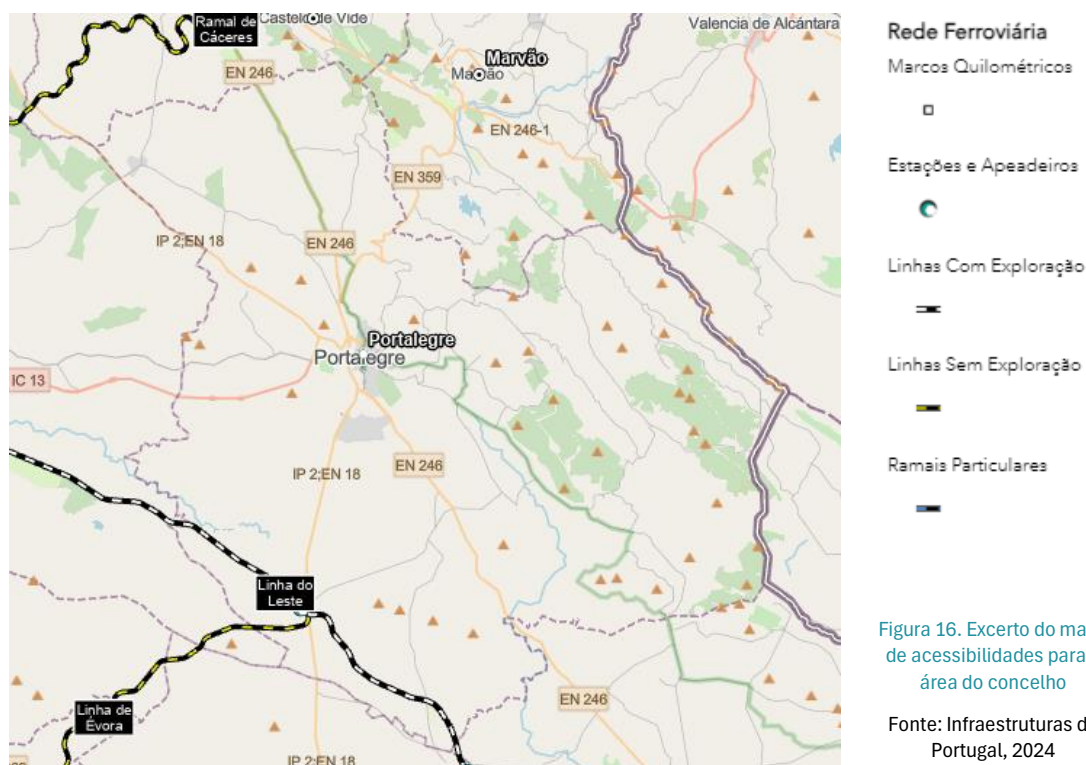 Ramal de
Cáceres
Castelo de Vide
Valencia de Alcántara
Marvão
Marvão
EN 246
EN 246-1
EN 359
IP 2;EN 18
EN 246
Portalegre
Portalegre
IC 13
IP 2;EN 18
EN 246
Linha do
Leste
Linha de
Évora
EN 246
IP 2;EN 18
Rede Ferroviária
Marcos Quilométricos
Estações e Apeadeiros
Linhas Com Exploração
Linhas Sem Exploração
Ramais Particulares
Figura 16. Excerto do ma
de acessibilidades para
área do concelho
Fonte: Infraestruturas d
Portugal, 2024